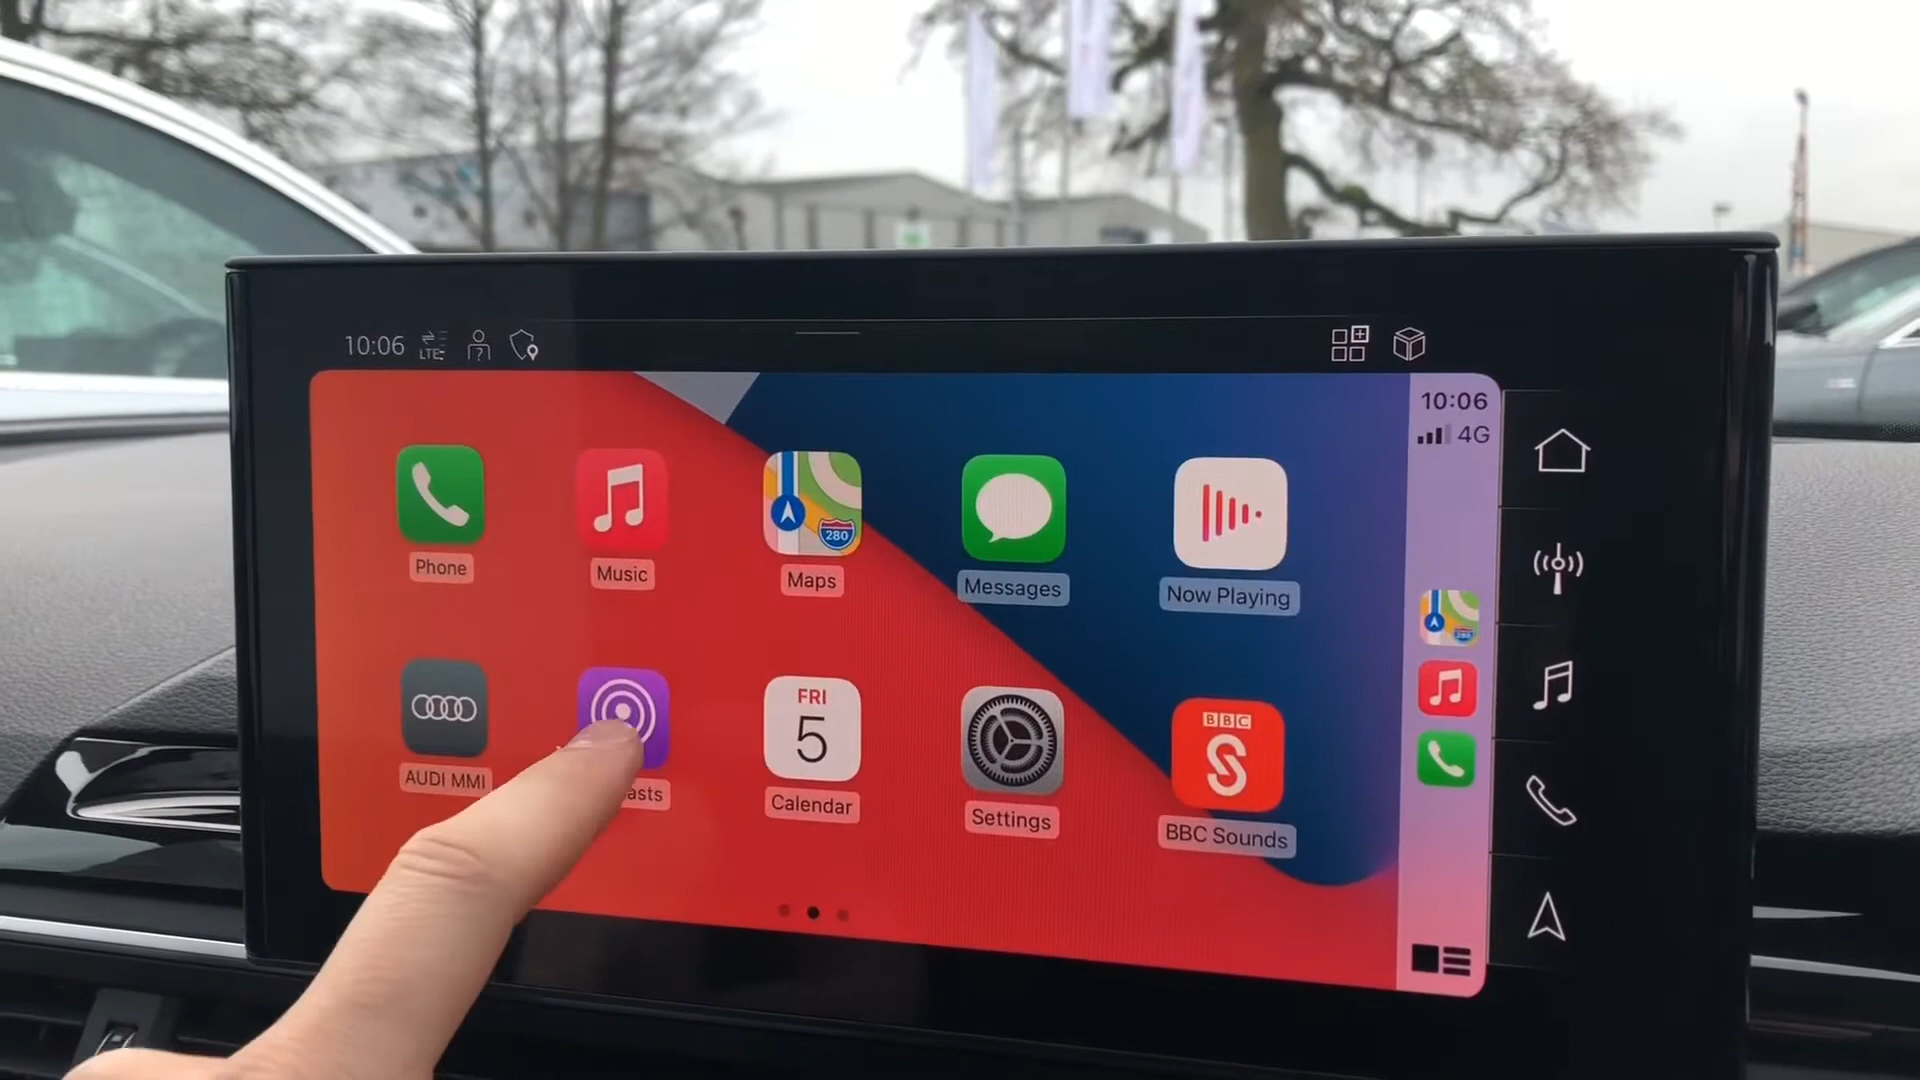 10:06
LTE
?
10:06
4G
280
Phone
Music
Maps
Messages
Now Playing
280
FRI
5
BBC
S
AUDI MMI
asts
Calendar
Settings
BBC Sounds